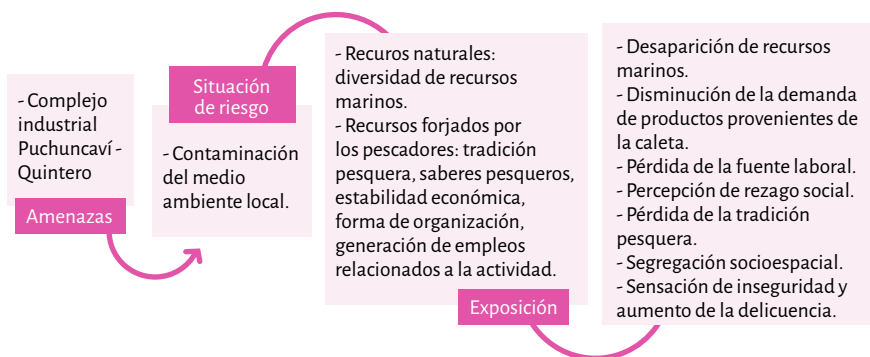 - Complejo
industrial
Puchuncaví -
Quintero
Amenazas
Situación
de riesgo
- Contaminación
del medio
ambiente local.
- Recuros naturales:
diversidad de recursos
marinos.
- Recursos forjados por
los pescadores: tradición
pesquera, saberes pesqueros,
estabilidad económica,
forma de organización,
generación de empleos
relacionados a la actividad.
Exposición
- Desaparición de recursos
marinos.
- Disminución de la demanda
de productos provenientes de
la caleta.
- Pérdida de la fuente laboral.
- Percepción de rezago social.
- Pérdida de la tradición
pesquera.
- Segregación socioespacial.
- Sensación de inseguridad y
aumento de la delicuencia.